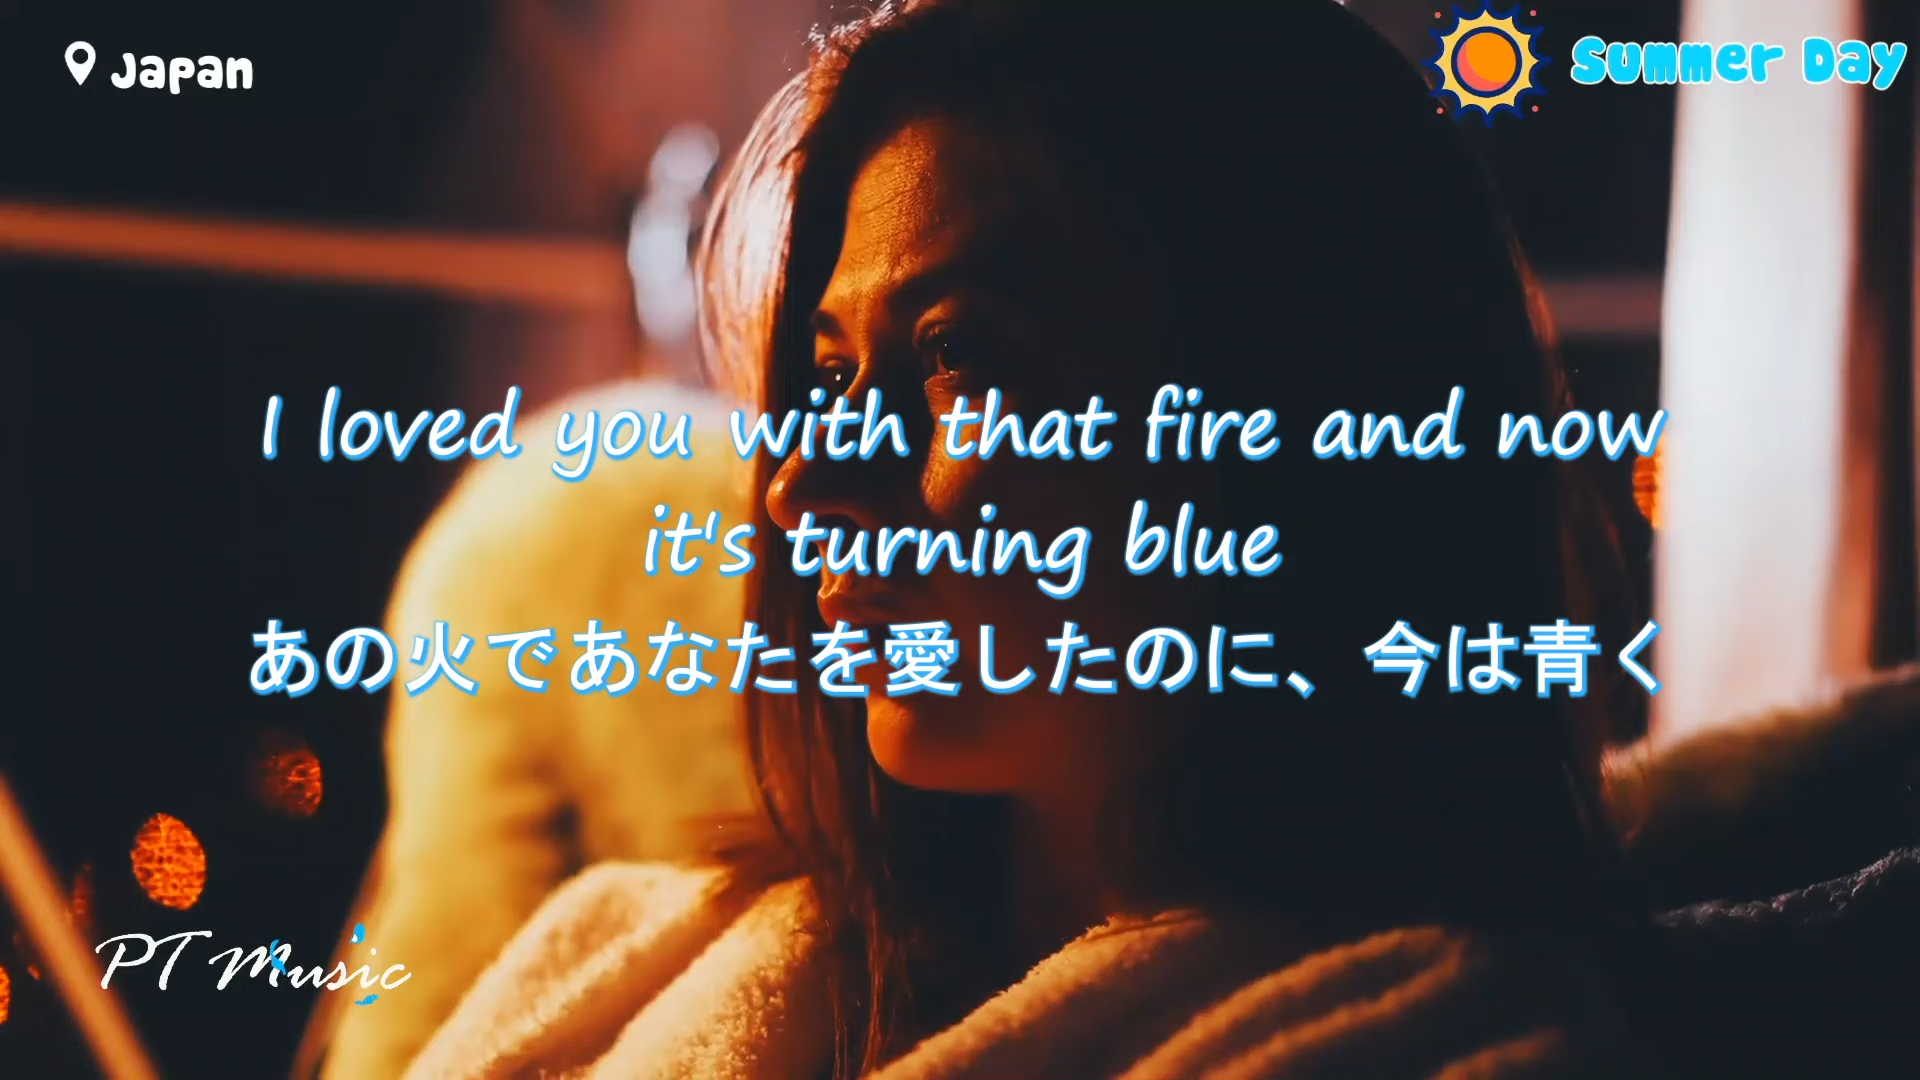 Japan
Summer Day
I loved you with that fire and now
it's turning blue
あの火であなたを愛したのに、今は青く
PT Music